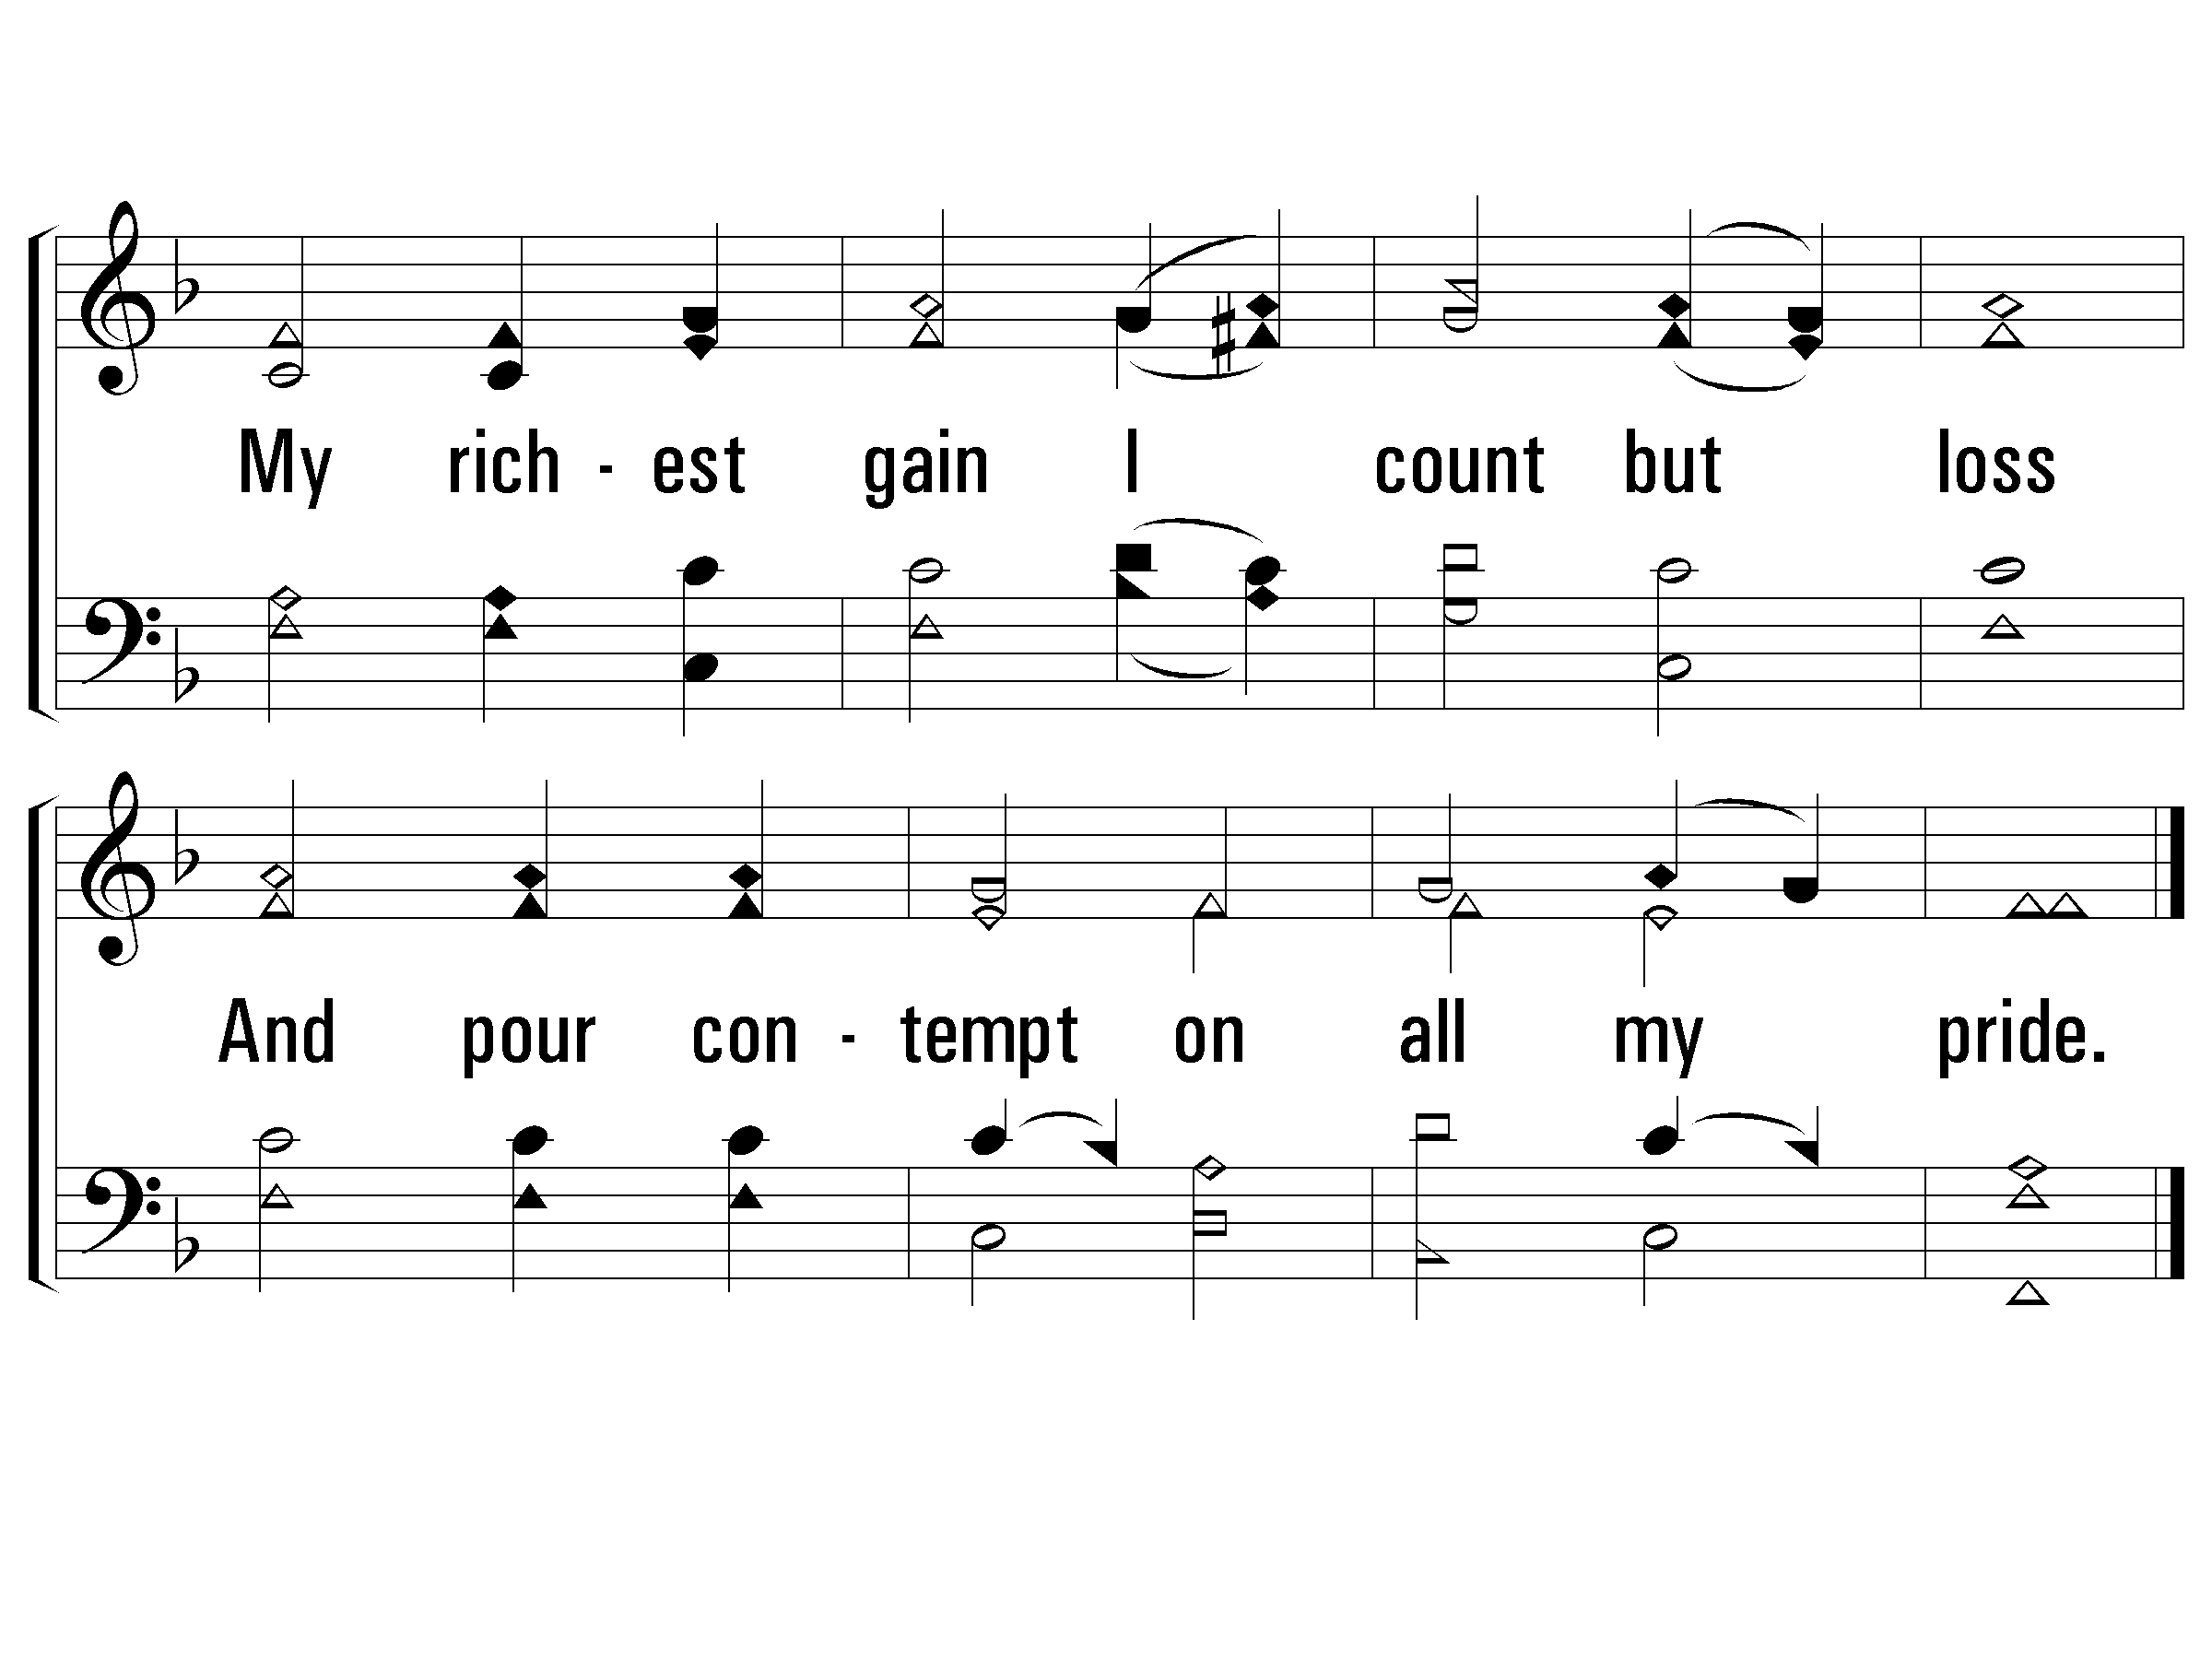 My rich - est gain I count but loss
And pour con - tempt on all my pride.